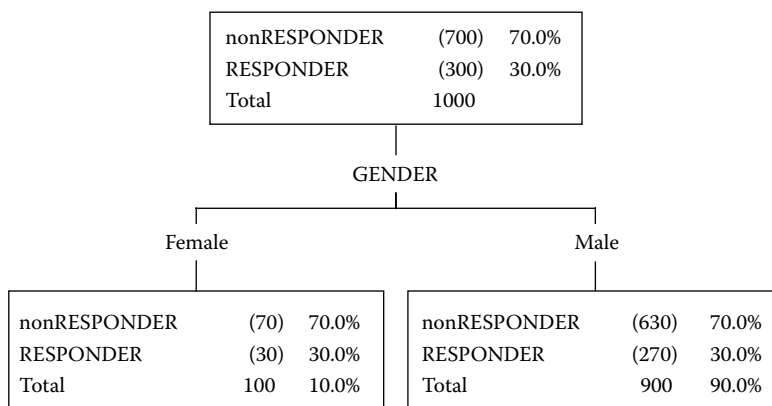 nonRESPONDER (700) 70.0%
RESPONDER (300) 30.0%
Total 1000
GENDER
Female Male
nonRESPONDER (70) 70.0%
RESPONDER (30) 30.0%
Total 100 10.0%
nonRESPONDER (630) 70.0%
RESPONDER (270) 30.0%
Total 900 90.0%